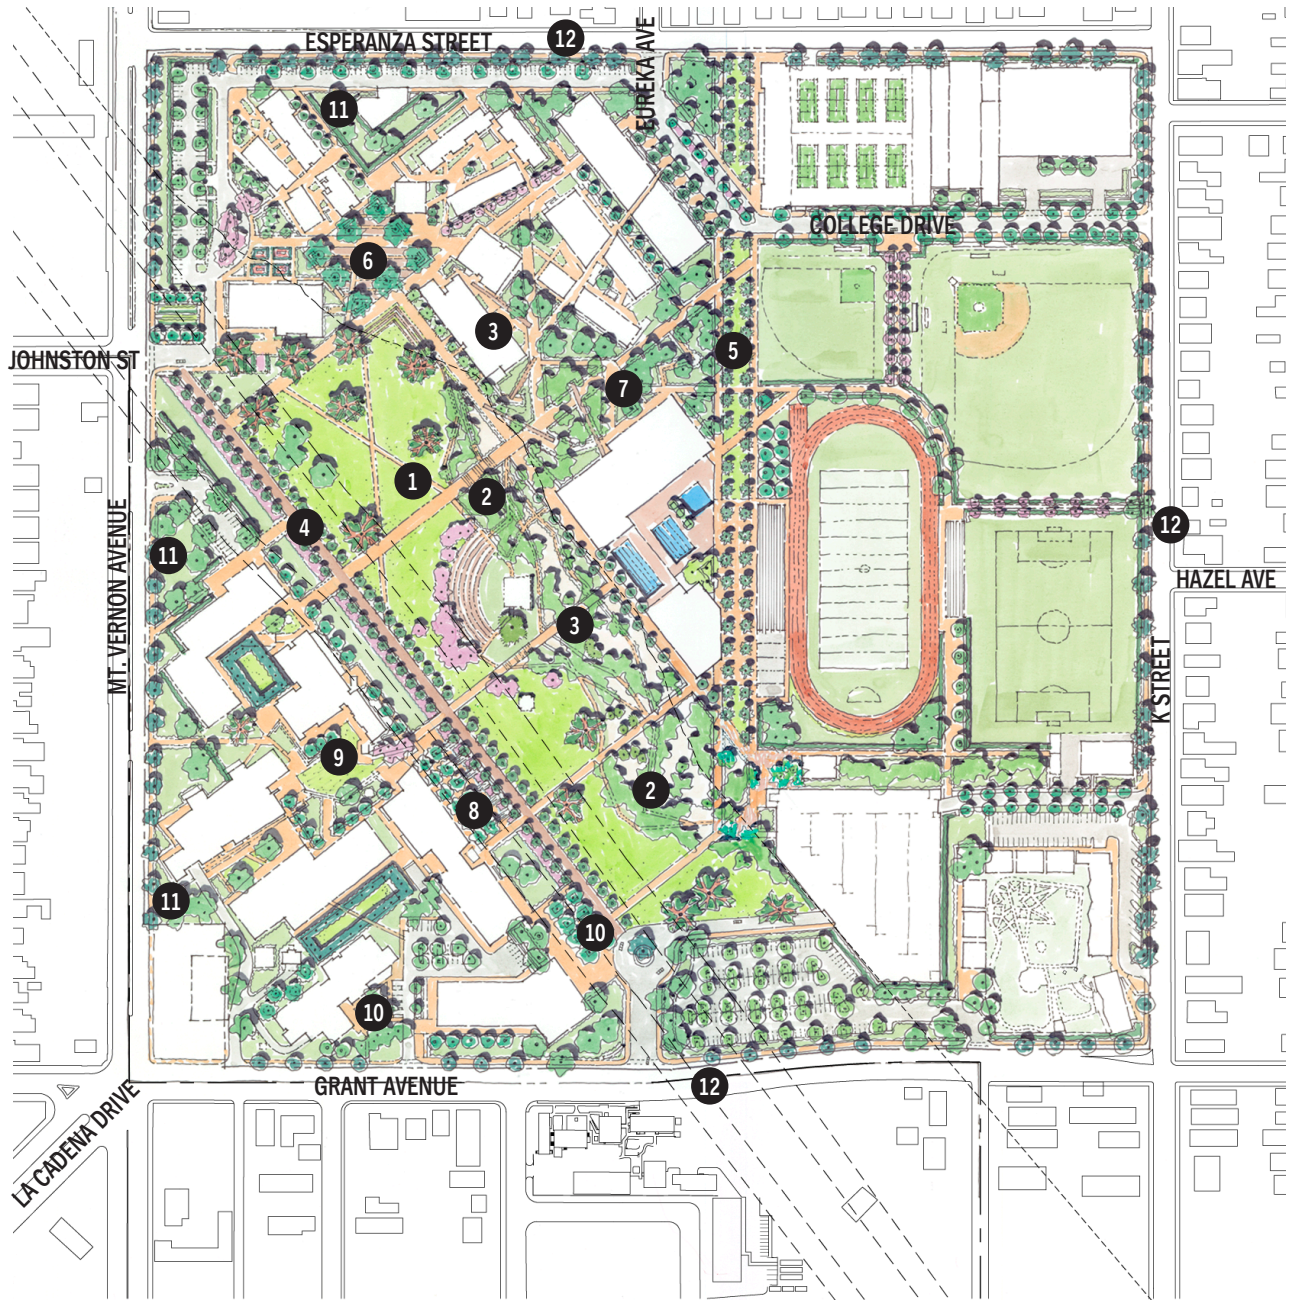 12
ESPERANZA STREET
EUREKA AVE
11
COLLEGE DRIVE
6
3
5
JOHNSTON ST
7
1
2
4
12
11
HAZEL AVE
MT. VERNON AVENUE
3
K STREET
9
2
8
11
10
10
12
GRANT AVENUE
LA CADENA DRIVE